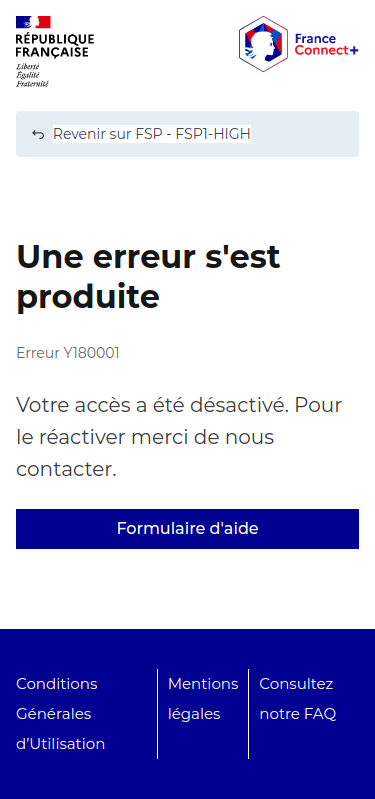 RÉPUBLIQUE
FRANÇAISE
Liberté
Égalité
Fraternité
France
Connect+
Revenir sur FSP - FSP1-HIGH
Une erreur s'est
produite
Erreur Y180001
Votre accès a été désactivé. Pour
le réactiver merci de nous
contacter.
Formulaire d'aide
Conditions
Générales
d’Utilisation
Mentions
légales
Consultez
notre FAQ